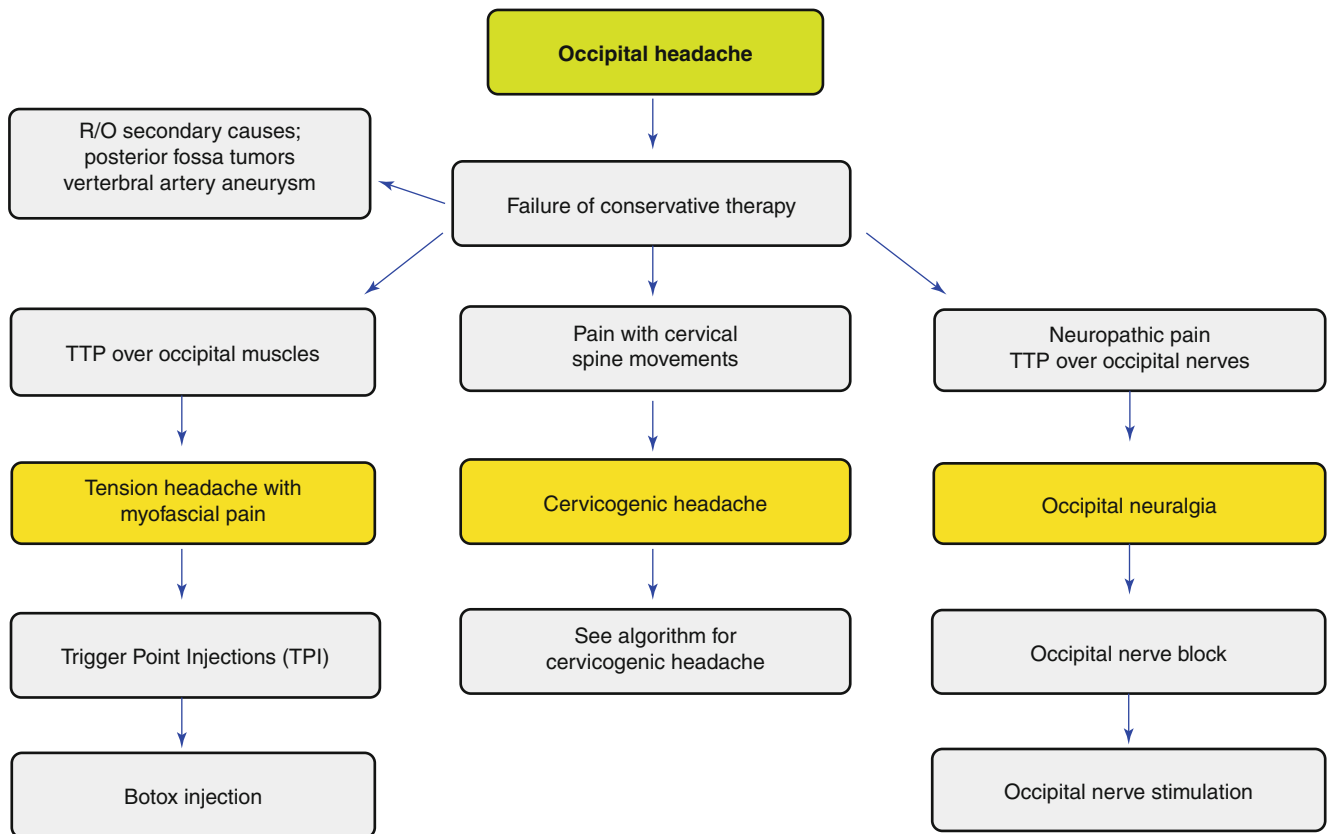 Occipital headache
R/O secondary causes;
posterior fossa tumors
verterbral artery aneurysm
Failure of conservative therapy
TTP over occipital muscles
Pain with cervical
spine movements
Neuropathic pain
TTP over occipital nerves
Tension headache with
myofascial pain
Cervicogenic headache
Occipital neuralgia
Trigger Point Injections (TPI)
See algorithm for
cervicogenic headache
Occipital nerve block
Botox injection
Occipital nerve stimulation